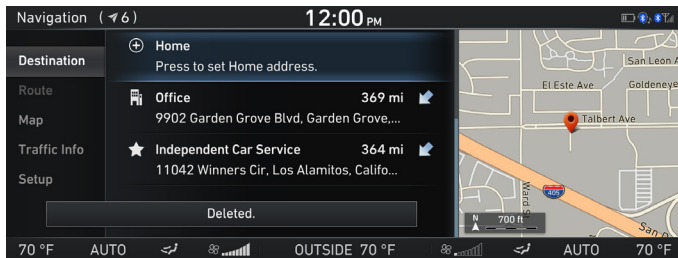 Navigation ( 6)
12:00 PM
Destination
Route
Map
Traffic Info
Setup
Home
Press to set Home address.
Office 369 mi
9902 Garden Grove Blvd, Garden Grove,...
Independent Car Service 364 mi
11042 Winners Cir, Los Alamitos, Califo...
Deleted.
San Leon A
El Este Ave
Goldeneye
Talbert Ave
405
Ward St
San D
N
700 ft
70 °F AUTO OUTSIDE 70 °F AUTO 70 °F